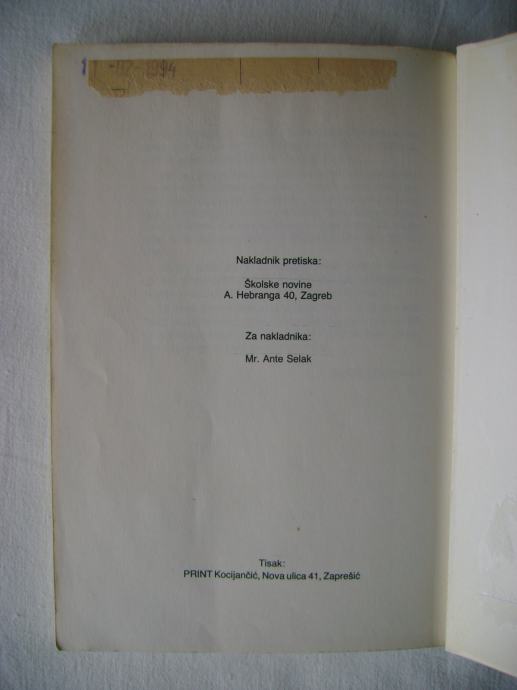 1994
Nakladnik pretiska:
Školske novine
A. Hebranga 40, Zagreb
Za nakladnika:
Mr. Ante Selak
Tisak:
PRINT Kocijančić, Nova ulica 41, Zaprešić